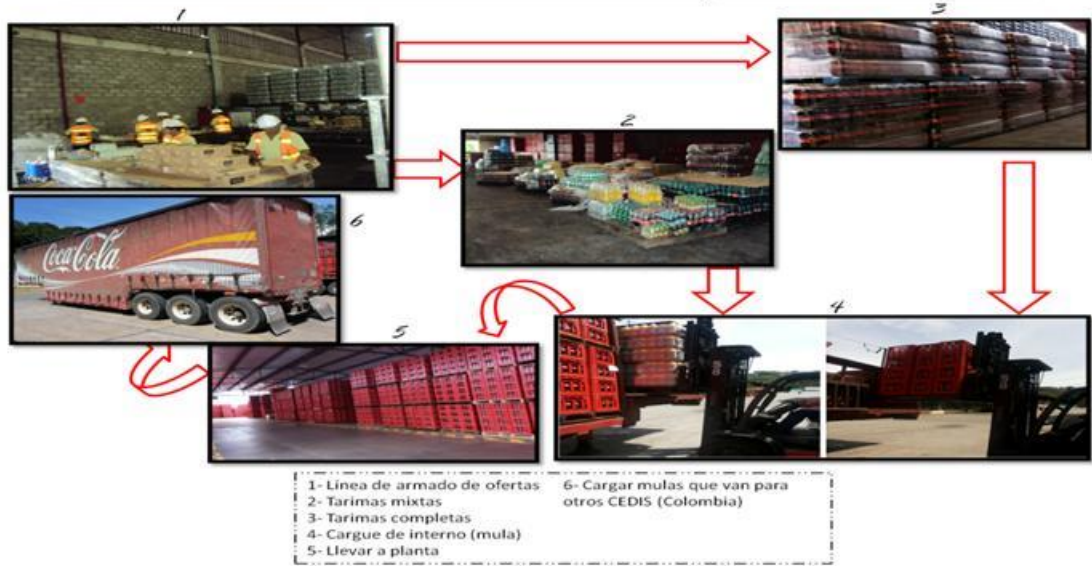 1
3
2
Coca-Cola
6
4
5
1- Línea de armado de ofertas
2- Tarimas mixtas
3- Tarimas completas
4- Cargue de interno (mula)
5- Llevar a planta
6- Cargar mulas que van para
otros CEDIS (Colombia)